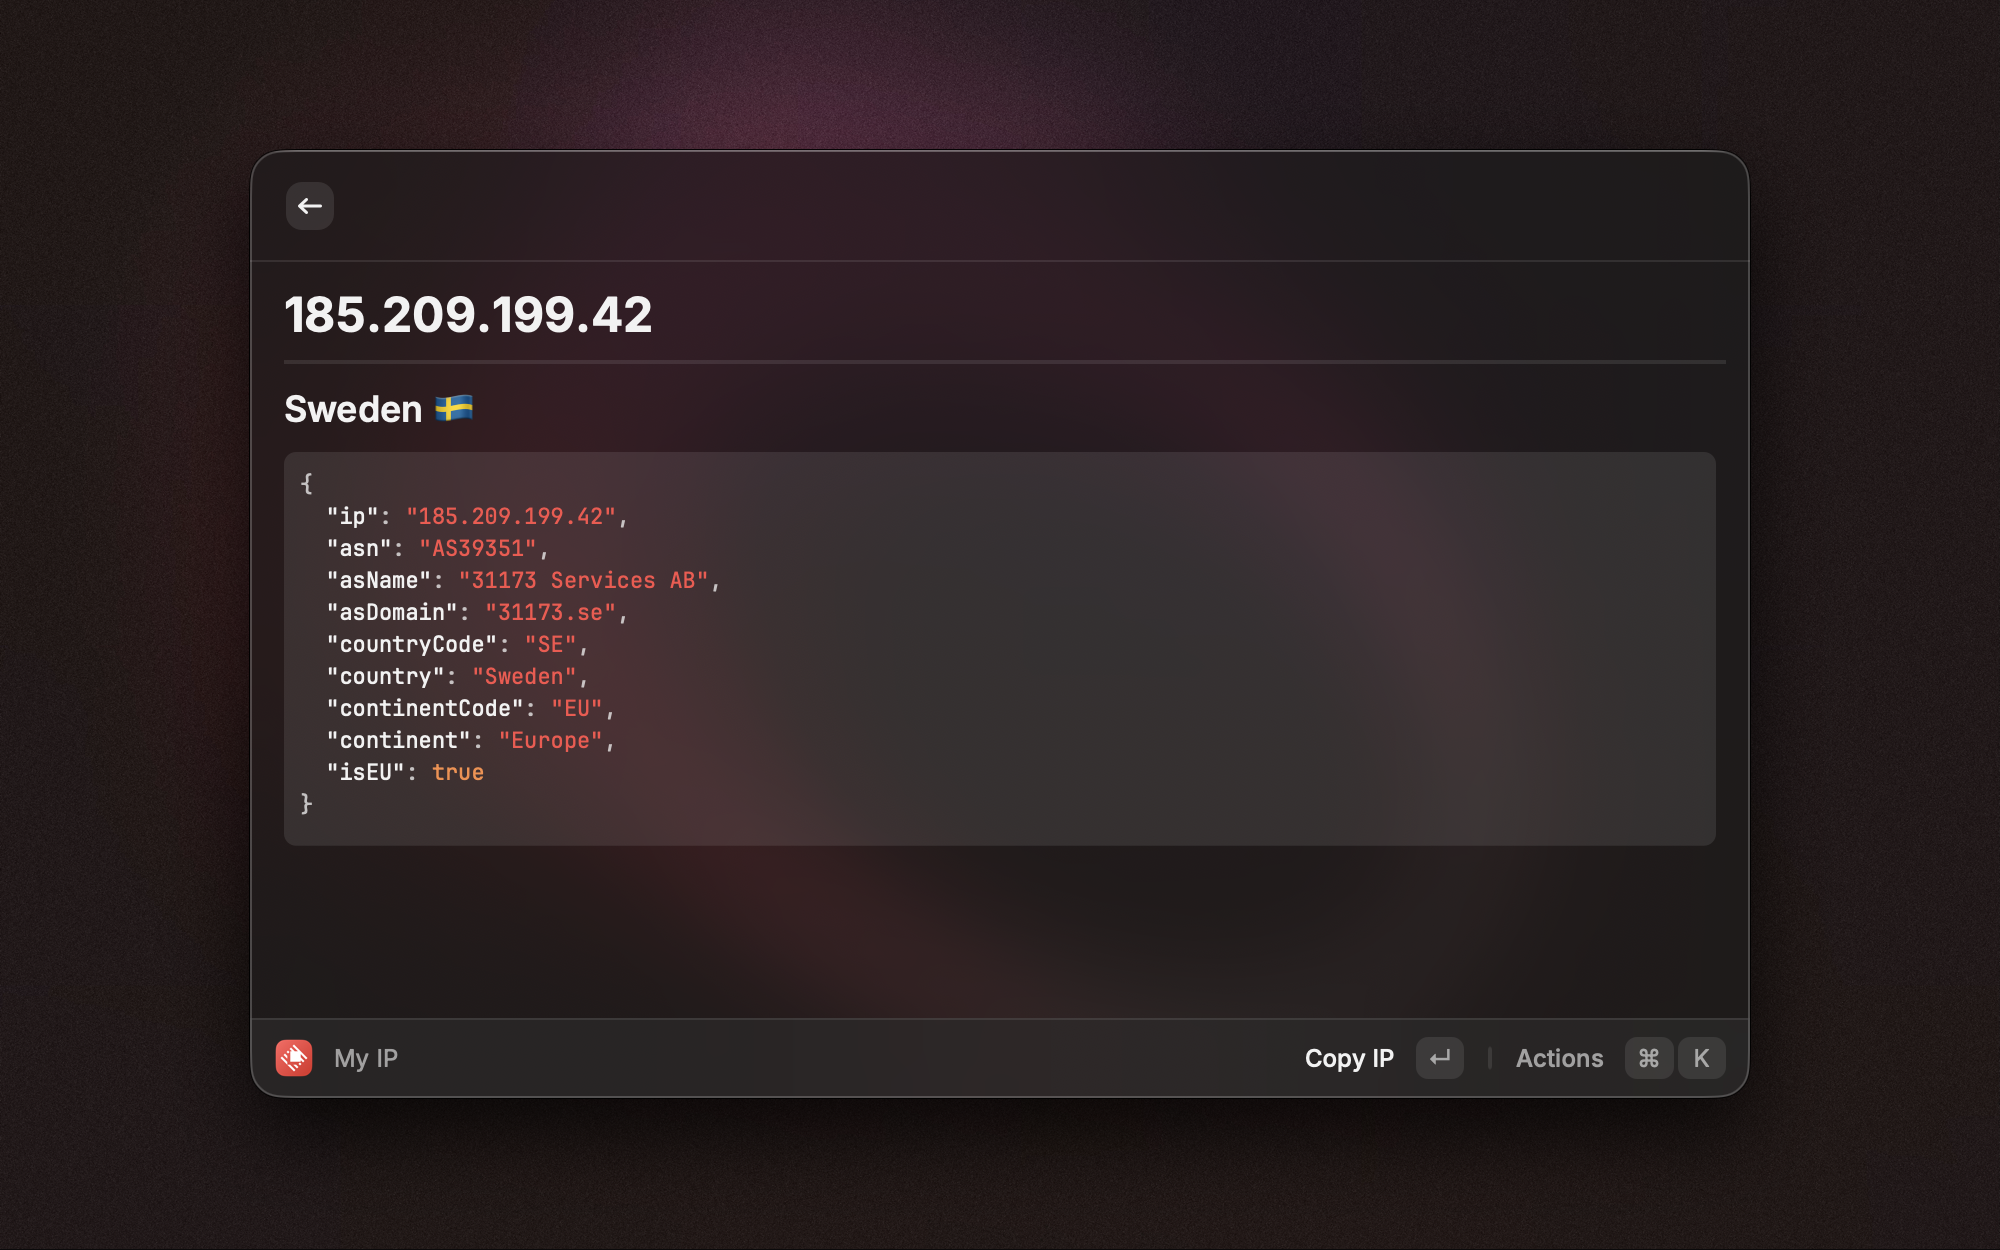 185.209.199.42
Sweden 🇸🇪
{
  "ip": "185.209.199.42",
  "asn": "AS39351",
  "asName": "31173 Services AB",
  "asDomain": "31173.se",
  "countryCode": "SE",
  "country": "Sweden",
  "continentCode": "EU",
  "continent": "Europe",
  "isEU": true
}
My IP
Copy IP ↵ | Actions ⌘ K